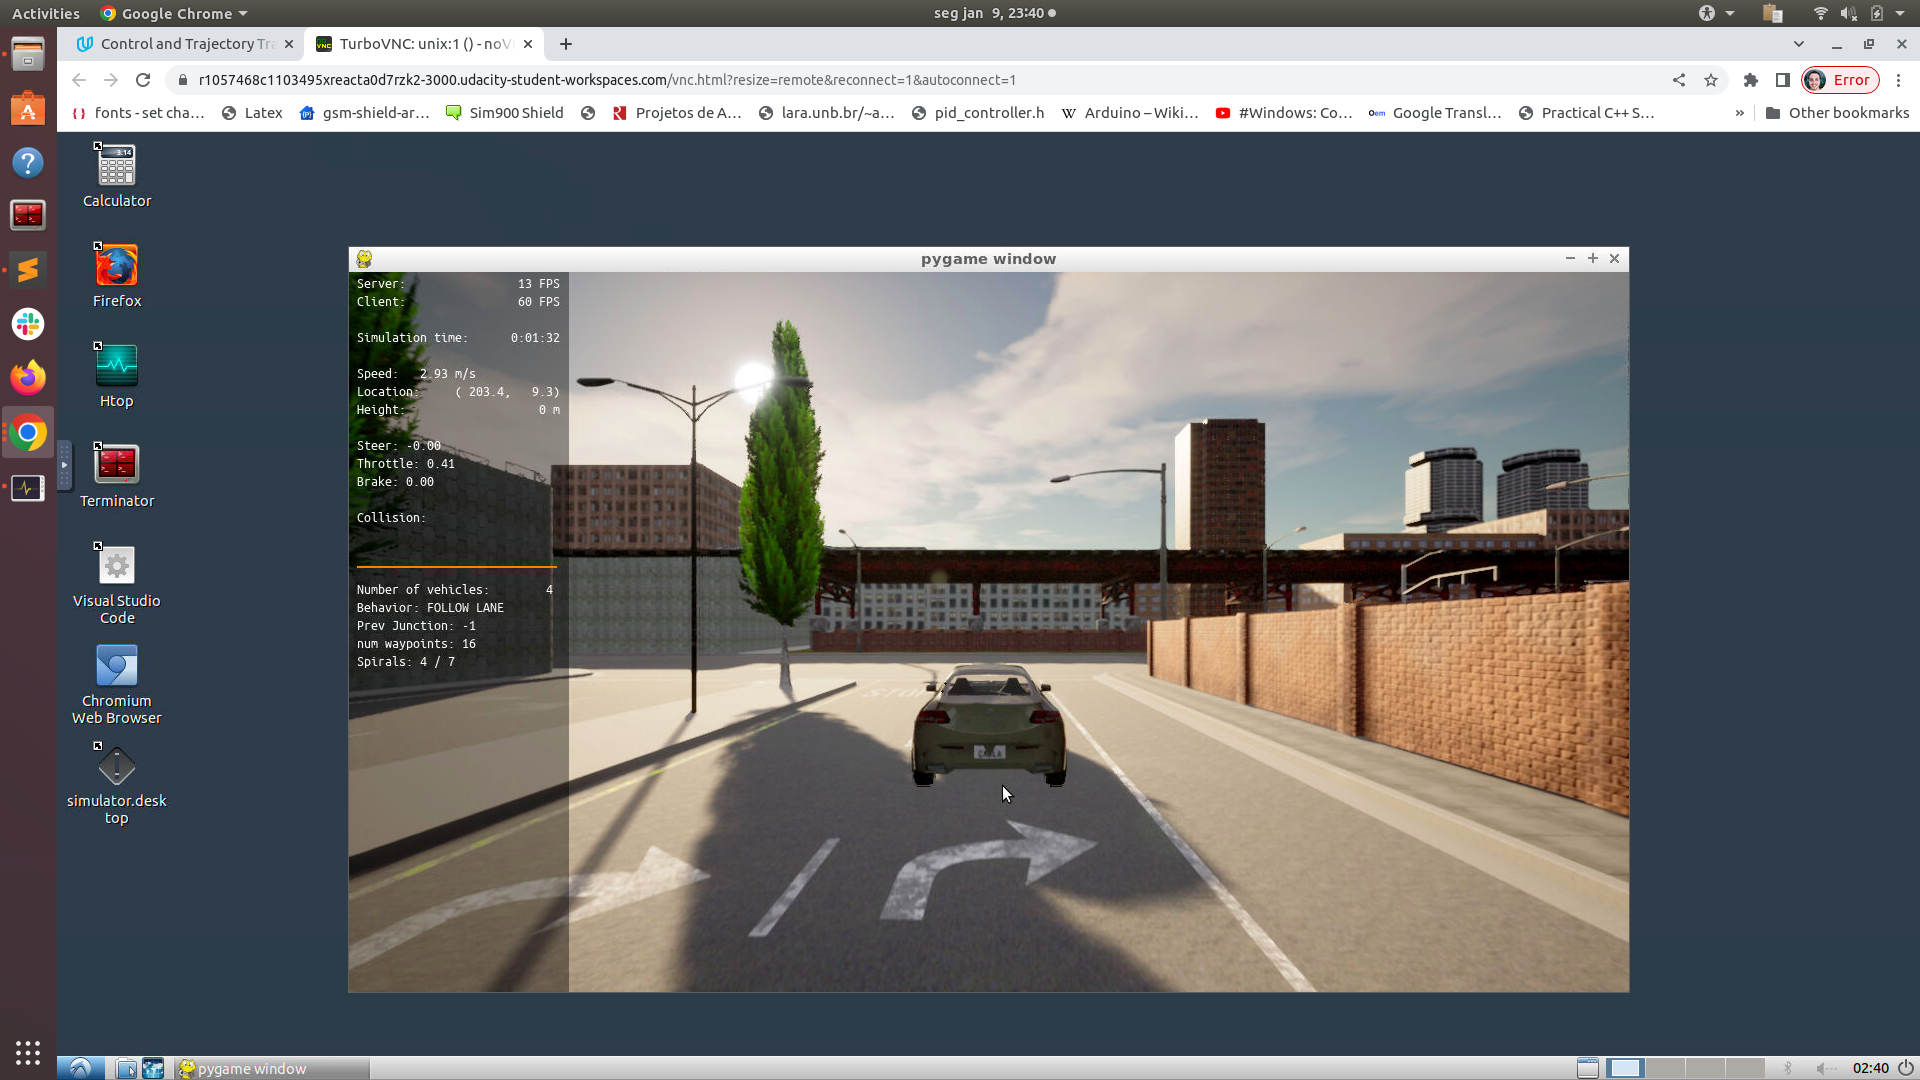 Activities
Google Chrome
seg jan 9, 23:40
Control and Trajectory Tr
TurboVNC: unix:1 () - noV
r1057468c1103495xreacta0d7rzk2-3000.udacity-student-workspaces.com/vnc.html?resize=remote&reconnect=1&autoconnect=1
Error
fonts - set cha…
Latex
gsm-shield-ar…
Sim900 Shield
Projetos de A…
lara.unb.br/~a…
pid_controller.h
Arduino – Wiki…
#Windows: Co…
Google Transl…
Practical C++ S…
»
Other bookmarks
3.14
Calculator
Firefox
Htop
Terminator
Visual Studio
Code
Chromium
Web Browser
simulator.desk
top
pygame window
Server: 13 FPS
Client: 60 FPS
Simulation time: 0:01:32
Speed: 2.93 m/s
Location: ( 203.4, 9.3)
Height: 0 m
Steer: -0.00
Throttle: 0.41
Brake: 0.00
Collision:
Number of vehicles: 4
Behavior: FOLLOW LANE
Prev Junction: -1
num waypoints: 16
Spirals: 4 / 7
pygame window
02:40